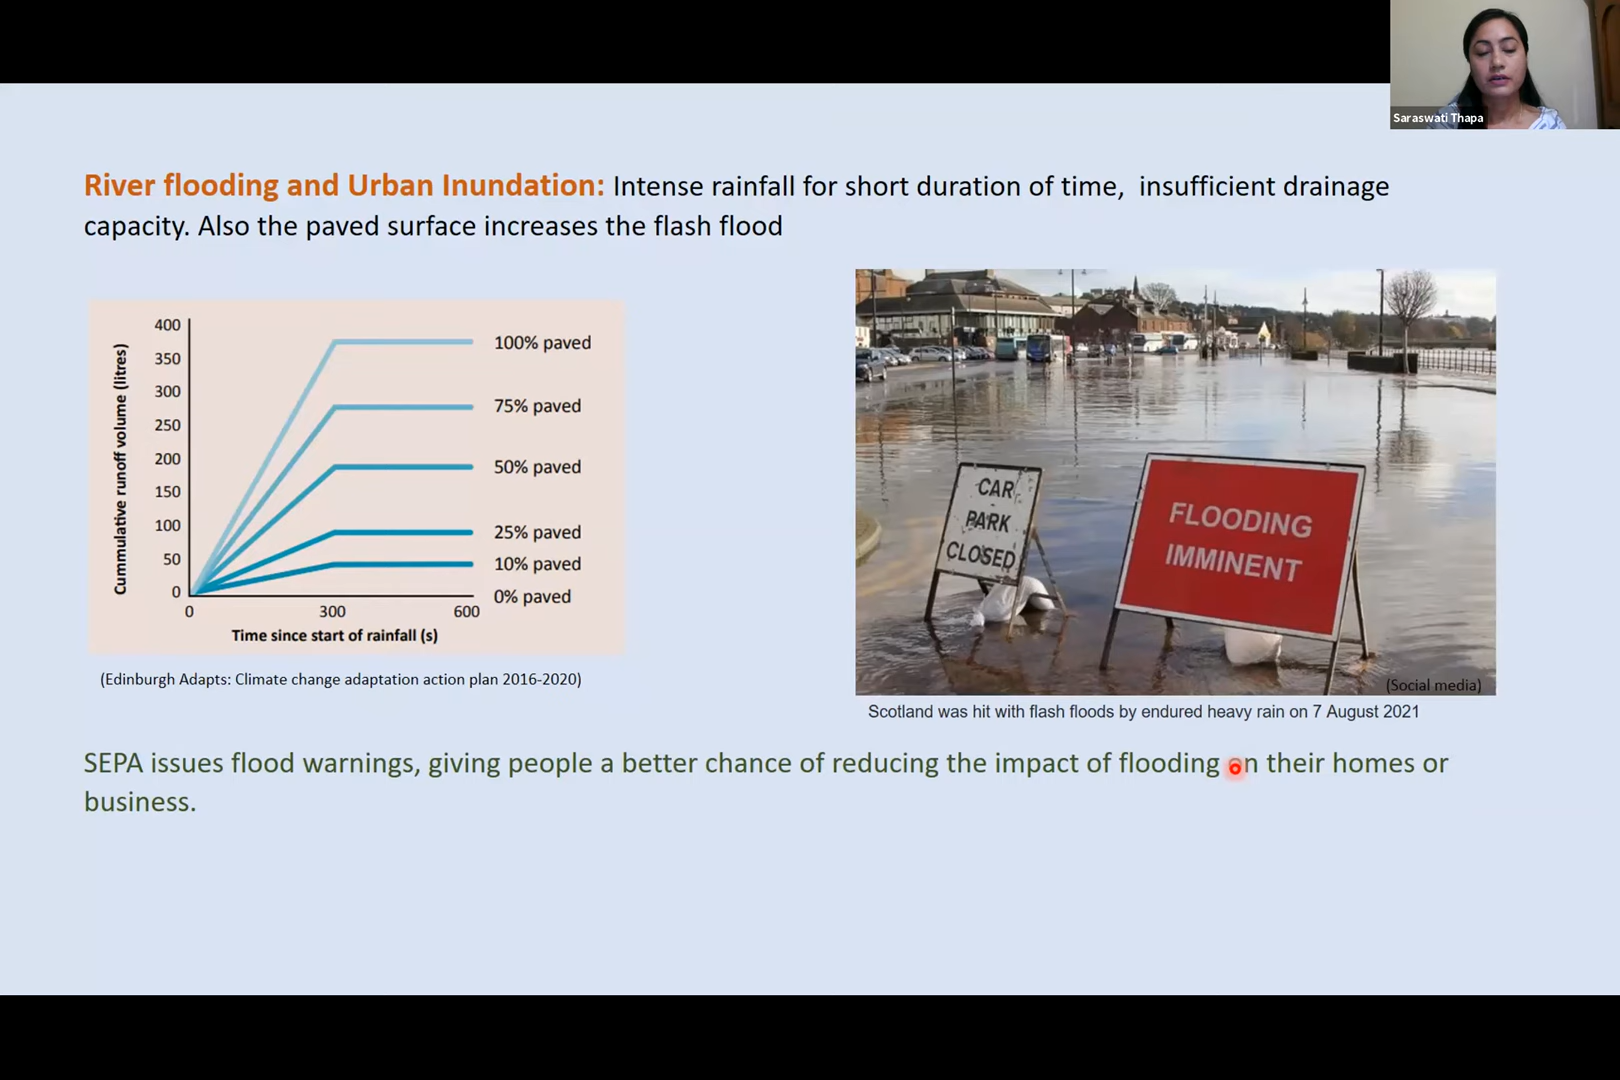 Saraswati Thapa
River flooding and Urban Inundation: Intense rainfall for short duration of time, insufficient drainage
capacity. Also the paved surface increases the flash flood
Cummulative runoff volume (litres)
400
350
300
250
200
150
100
50
0
0 300 600
Time since start of rainfall (s)
100% paved
75% paved
50% paved
25% paved
10% paved
0% paved
(Edinburgh Adapts: Climate change adaptation action plan 2016-2020)
CAR
PARK
CLOSED
FLOODING
IMMINENT
(Social media)
Scotland was hit with flash floods by endured heavy rain on 7 August 2021
SEPA issues flood warnings, giving people a better chance of reducing the impact of flooding on their homes or
business.